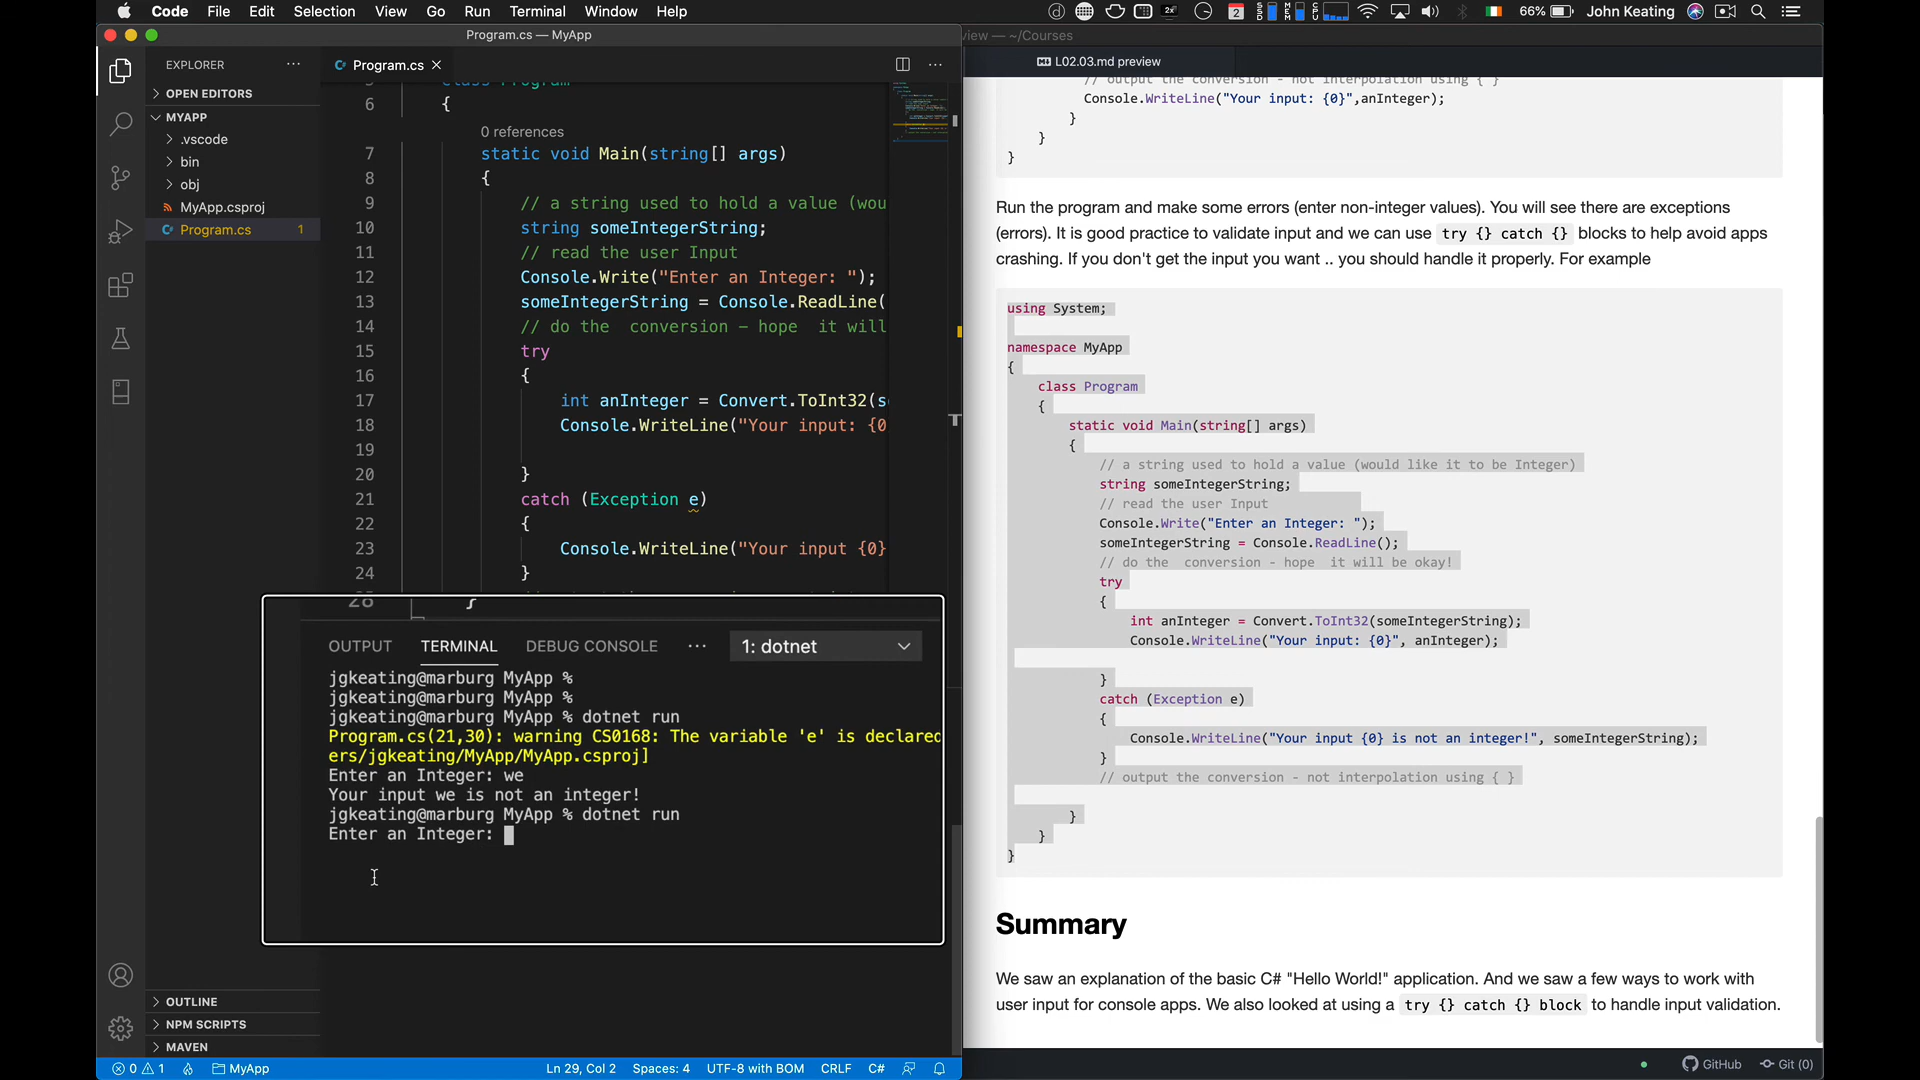 Code File Edit Selection View Go Run Terminal Window Help
2 66% John Keating
Program.cs — MyApp
view — ~/Courses
EXPLORER
Program.cs
L02.03.md preview
OPEN EDITORS
MYAPP
.vscode
bin
obj
MyApp.csproj
Program.cs 1
OUTLINE
NPM SCRIPTS
MAVEN
class Program
6 {
0 references
7 static void Main(string[] args)
8 {
9 // a string used to hold a value (wou
10 string someIntegerString;
11 // read the user Input
12 Console.Write("Enter an Integer: ");
13 someIntegerString = Console.ReadLine(
14 // do the  conversion - hope  it will
15 try
16 {
17 int anInteger = Convert.ToInt32(s
18 Console.WriteLine("Your input: {0
19
20 }
21 catch (Exception e)
22 {
23 Console.WriteLine("Your input {0}
24 }
28 }
OUTPUT TERMINAL DEBUG CONSOLE ··· 1: dotnet
jgkeating@marburg MyApp %
jgkeating@marburg MyApp %
jgkeating@marburg MyApp % dotnet run
Program.cs(21,30): warning CS0168: The variable 'e' is declared
ers/jgkeating/MyApp/MyApp.csproj]
Enter an Integer: we
Your input we is not an integer!
jgkeating@marburg MyApp % dotnet run
Enter an Integer:
0 1 MyApp Ln 29, Col 2 Spaces: 4 UTF-8 with BOM CRLF C#
// output the conversion - not interpolation using { }
Console.WriteLine("Your input: {0}",anInteger);
}
}
}
Run the program and make some errors (enter non-integer values). You will see there are exceptions
(errors). It is good practice to validate input and we can use try {} catch {} blocks to help avoid apps
crashing. If you don't get the input you want .. you should handle it properly. For example
using System;
namespace MyApp
{
class Program
{
static void Main(string[] args)
{
// a string used to hold a value (would like it to be Integer)
string someIntegerString;
// read the user Input
Console.Write("Enter an Integer: ");
someIntegerString = Console.ReadLine();
// do the  conversion - hope  it will be okay!
try
{
int anInteger = Convert.ToInt32(someIntegerString);
Console.WriteLine("Your input: {0}", anInteger);
}
catch (Exception e)
{
Console.WriteLine("Your input {0} is not an integer!", someIntegerString);
}
// output the conversion - not interpolation using { }
}
}
}
Summary
We saw an explanation of the basic C# "Hello World!" application. And we saw a few ways to work with
user input for console apps. We also looked at using a try {} catch {} block to handle input validation.
GitHub Git (0)